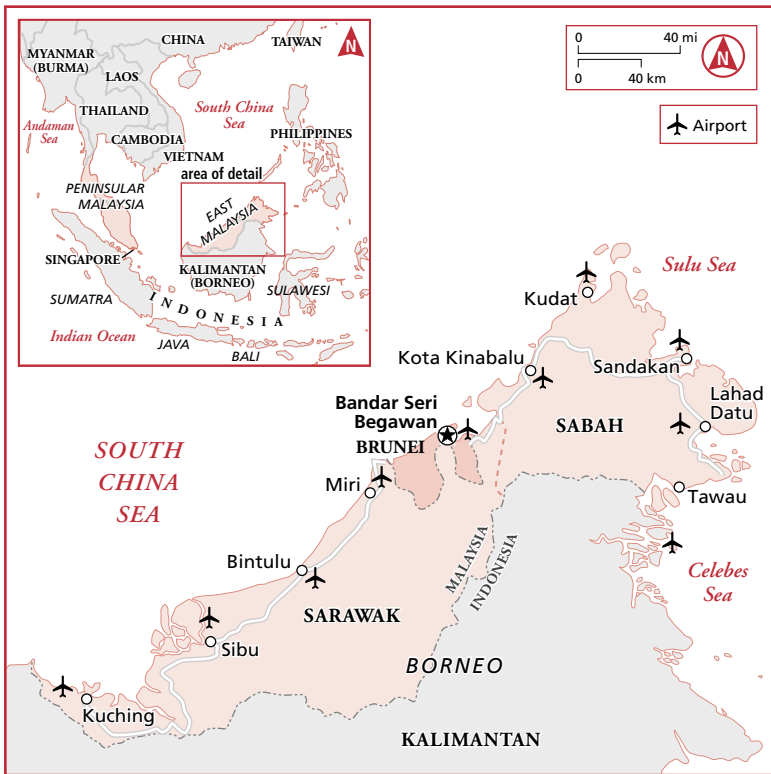 CHINA
TAIWAN
N
MYANMAR
(BURMA)
LAOS
THAILAND
South China
Sea
Andaman
Sea
CAMBODIA
PHILIPPINES
VIETNAM
area of detail
PENINSULAR
MALAYSIA
EAST
MALAYSIA
SINGAPORE
KALIMANTAN
(BORNEO)
SUMATRA
SULAWESI
INDONESIA
Indian Ocean
JAVA
BALI
0 40 mi
0 40 km
N
Airport
Sulu Sea
Kudat
Kota Kinabalu
Sandakan
Lahad
Datu
Bandar Seri
Begawan
BRUNEI
SABAH
SOUTH
CHINA
SEA
Miri
Tawau
MALAYSIA
INDONESIA
Bintulu
Celebes
Sea
SARAWAK
Sibu
BORNEO
Kuching
KALIMANTAN